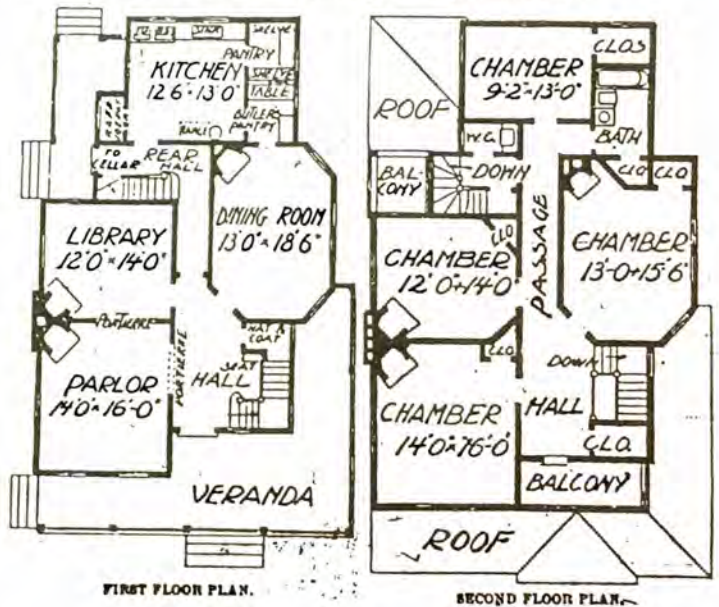 SHELVE
SINK
PANTRY
KITCHEN
12'6"×13'0"
SHELVE
TABLE
BUTLERS
PANTRY
TABLE
TO
CELLAR
REAR
HALL
LIBRARY
12'0"×14'0"
DINING ROOM
13'0"×18'6"
PORTIERE
HAT &
COAT
PARLOR
14'0"×16'-0"
PORTIERE
SEAT
HALL
VERANDA
FIRST FLOOR PLAN.
CHAMBER
9'-2"×13'-0"
CLOS
ROOF
W.C.
BATH
BAL-
CONY
DOWN
CLO
CLO
CLO
CHAMBER
12'0"×14'0"
PASSAGE
CHAMBER
13'-0"×15'6"
CLO
DOWN
CHAMBER
14'0"×16'-0"
HALL
CLO.
BALCONY
ROOF
SECOND FLOOR PLAN.